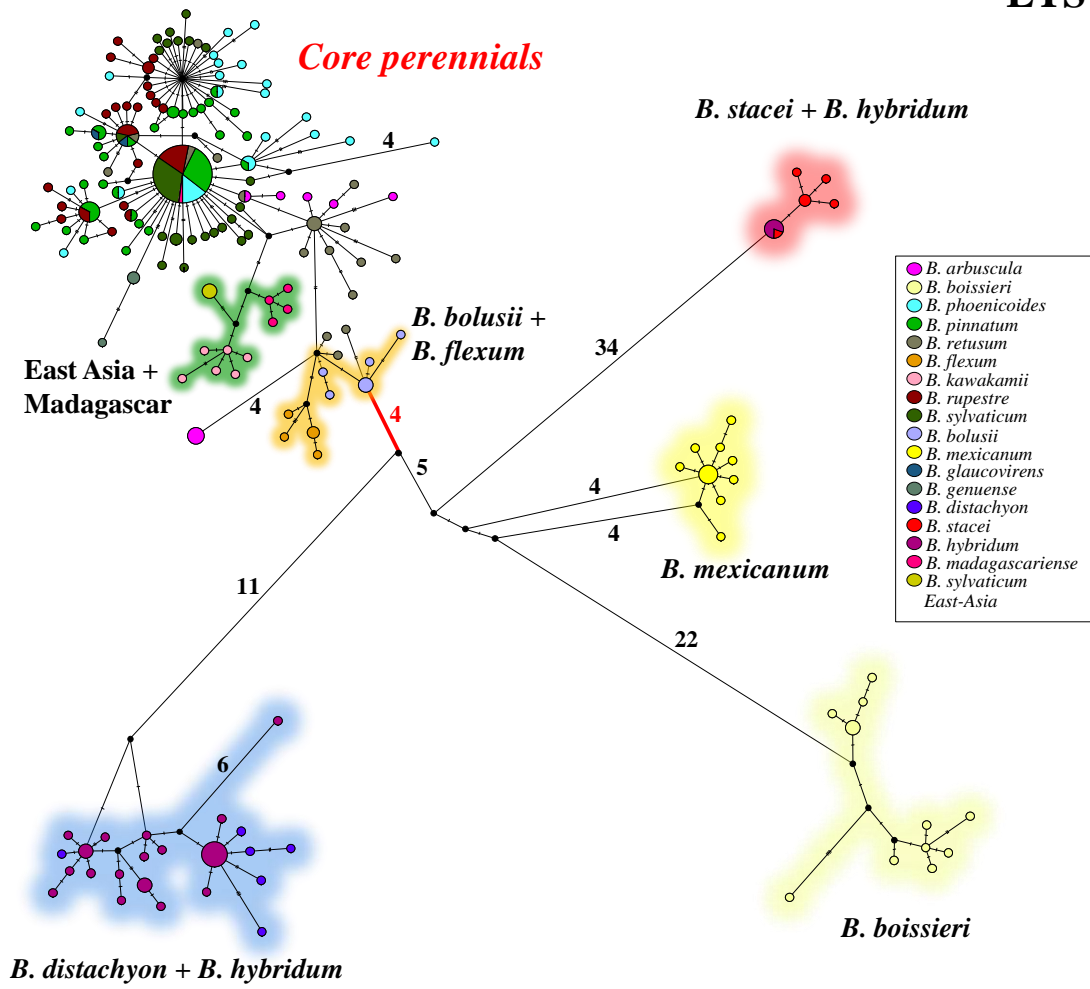 Core perennials
B. stacei + B. hybridum
4
B. arbuscula
B. boissieri
B. phoenicoides
B. pinnatum
B. retusum
B. flexum
B. kawakamii
B. rupestre
B. sylvaticum
B. bolusii
B. mexicanum
B. glaucovirens
B. genuense
B. distachyon
B. stacei
B. hybridum
B. madagascariense
B. sylvaticum
East-Asia
B. bolusii +
B. flexum
34
East Asia +
Madagascar
4
4
5
4
4
B. mexicanum
11
22
6
B. boissieri
B. distachyon + B. hybridum